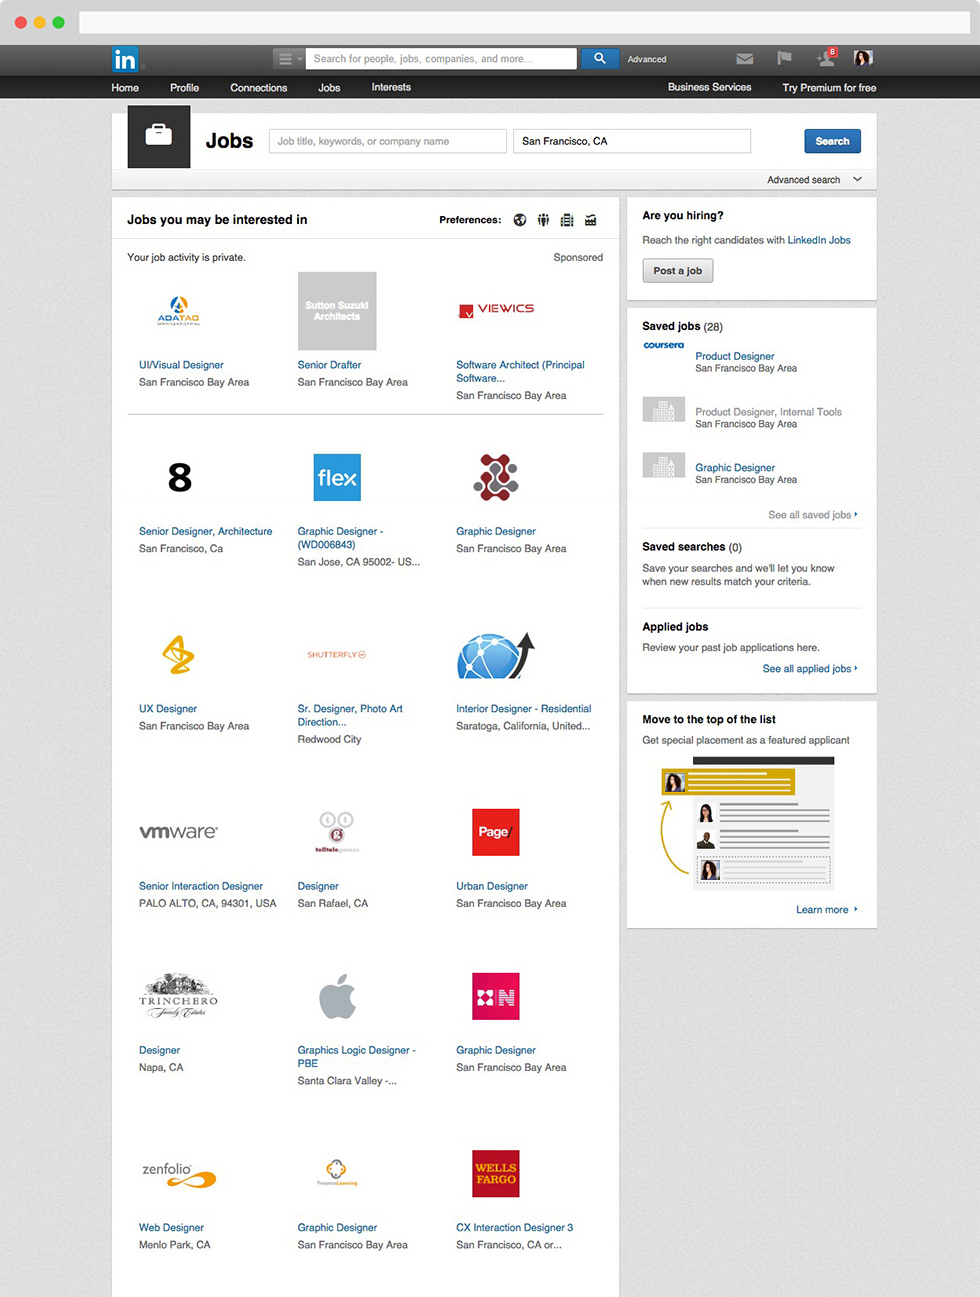 in
Search for people, jobs, companies, and more...
Advanced
8
Home
Profile
Connections
Jobs
Interests
Business Services
Try Premium for free
Jobs
Job title, keywords, or company name
San Francisco, CA
Search
Advanced search
Jobs you may be interested in
Preferences:
Your job activity is private.
Sponsored
ADATAO
Sutton Suzuki
Architects
VIEWICS
UI/Visual Designer
San Francisco Bay Area
Senior Drafter
San Francisco Bay Area
Software Architect (Principal
Software...
San Francisco Bay Area
8
flex
Senior Designer, Architecture
San Francisco, Ca
Graphic Designer -
(WD006843)
San Jose, CA 95002- US...
Graphic Designer
San Francisco Bay Area
SHUTTERFLY
UX Designer
San Francisco Bay Area
Sr. Designer, Photo Art
Direction...
Redwood City
Interior Designer - Residential
Saratoga, California, United...
vmware
t t
g
telltalegames
Page/
Senior Interaction Designer
PALO ALTO, CA, 94301, USA
Designer
San Rafael, CA
Urban Designer
San Francisco Bay Area
TRINCHERO
Family Estates
N
Designer
Napa, CA
Graphics Logic Designer -
PBE
Santa Clara Valley -...
Graphic Designer
San Francisco Bay Area
zenfolio
PresenceLearning
WELLS
FARGO
Web Designer
Menlo Park, CA
Graphic Designer
San Francisco Bay Area
CX Interaction Designer 3
San Francisco, CA or...
Are you hiring?
Reach the right candidates with LinkedIn Jobs
Post a job
Saved jobs (28)
coursera
Product Designer
San Francisco Bay Area
Product Designer, Internal Tools
San Francisco Bay Area
Graphic Designer
San Francisco Bay Area
See all saved jobs
Saved searches (0)
Save your searches and we'll let you know
when new results match your criteria.
Applied jobs
Review your past job applications here.
See all applied jobs
Move to the top of the list
Get special placement as a featured applicant
Learn more